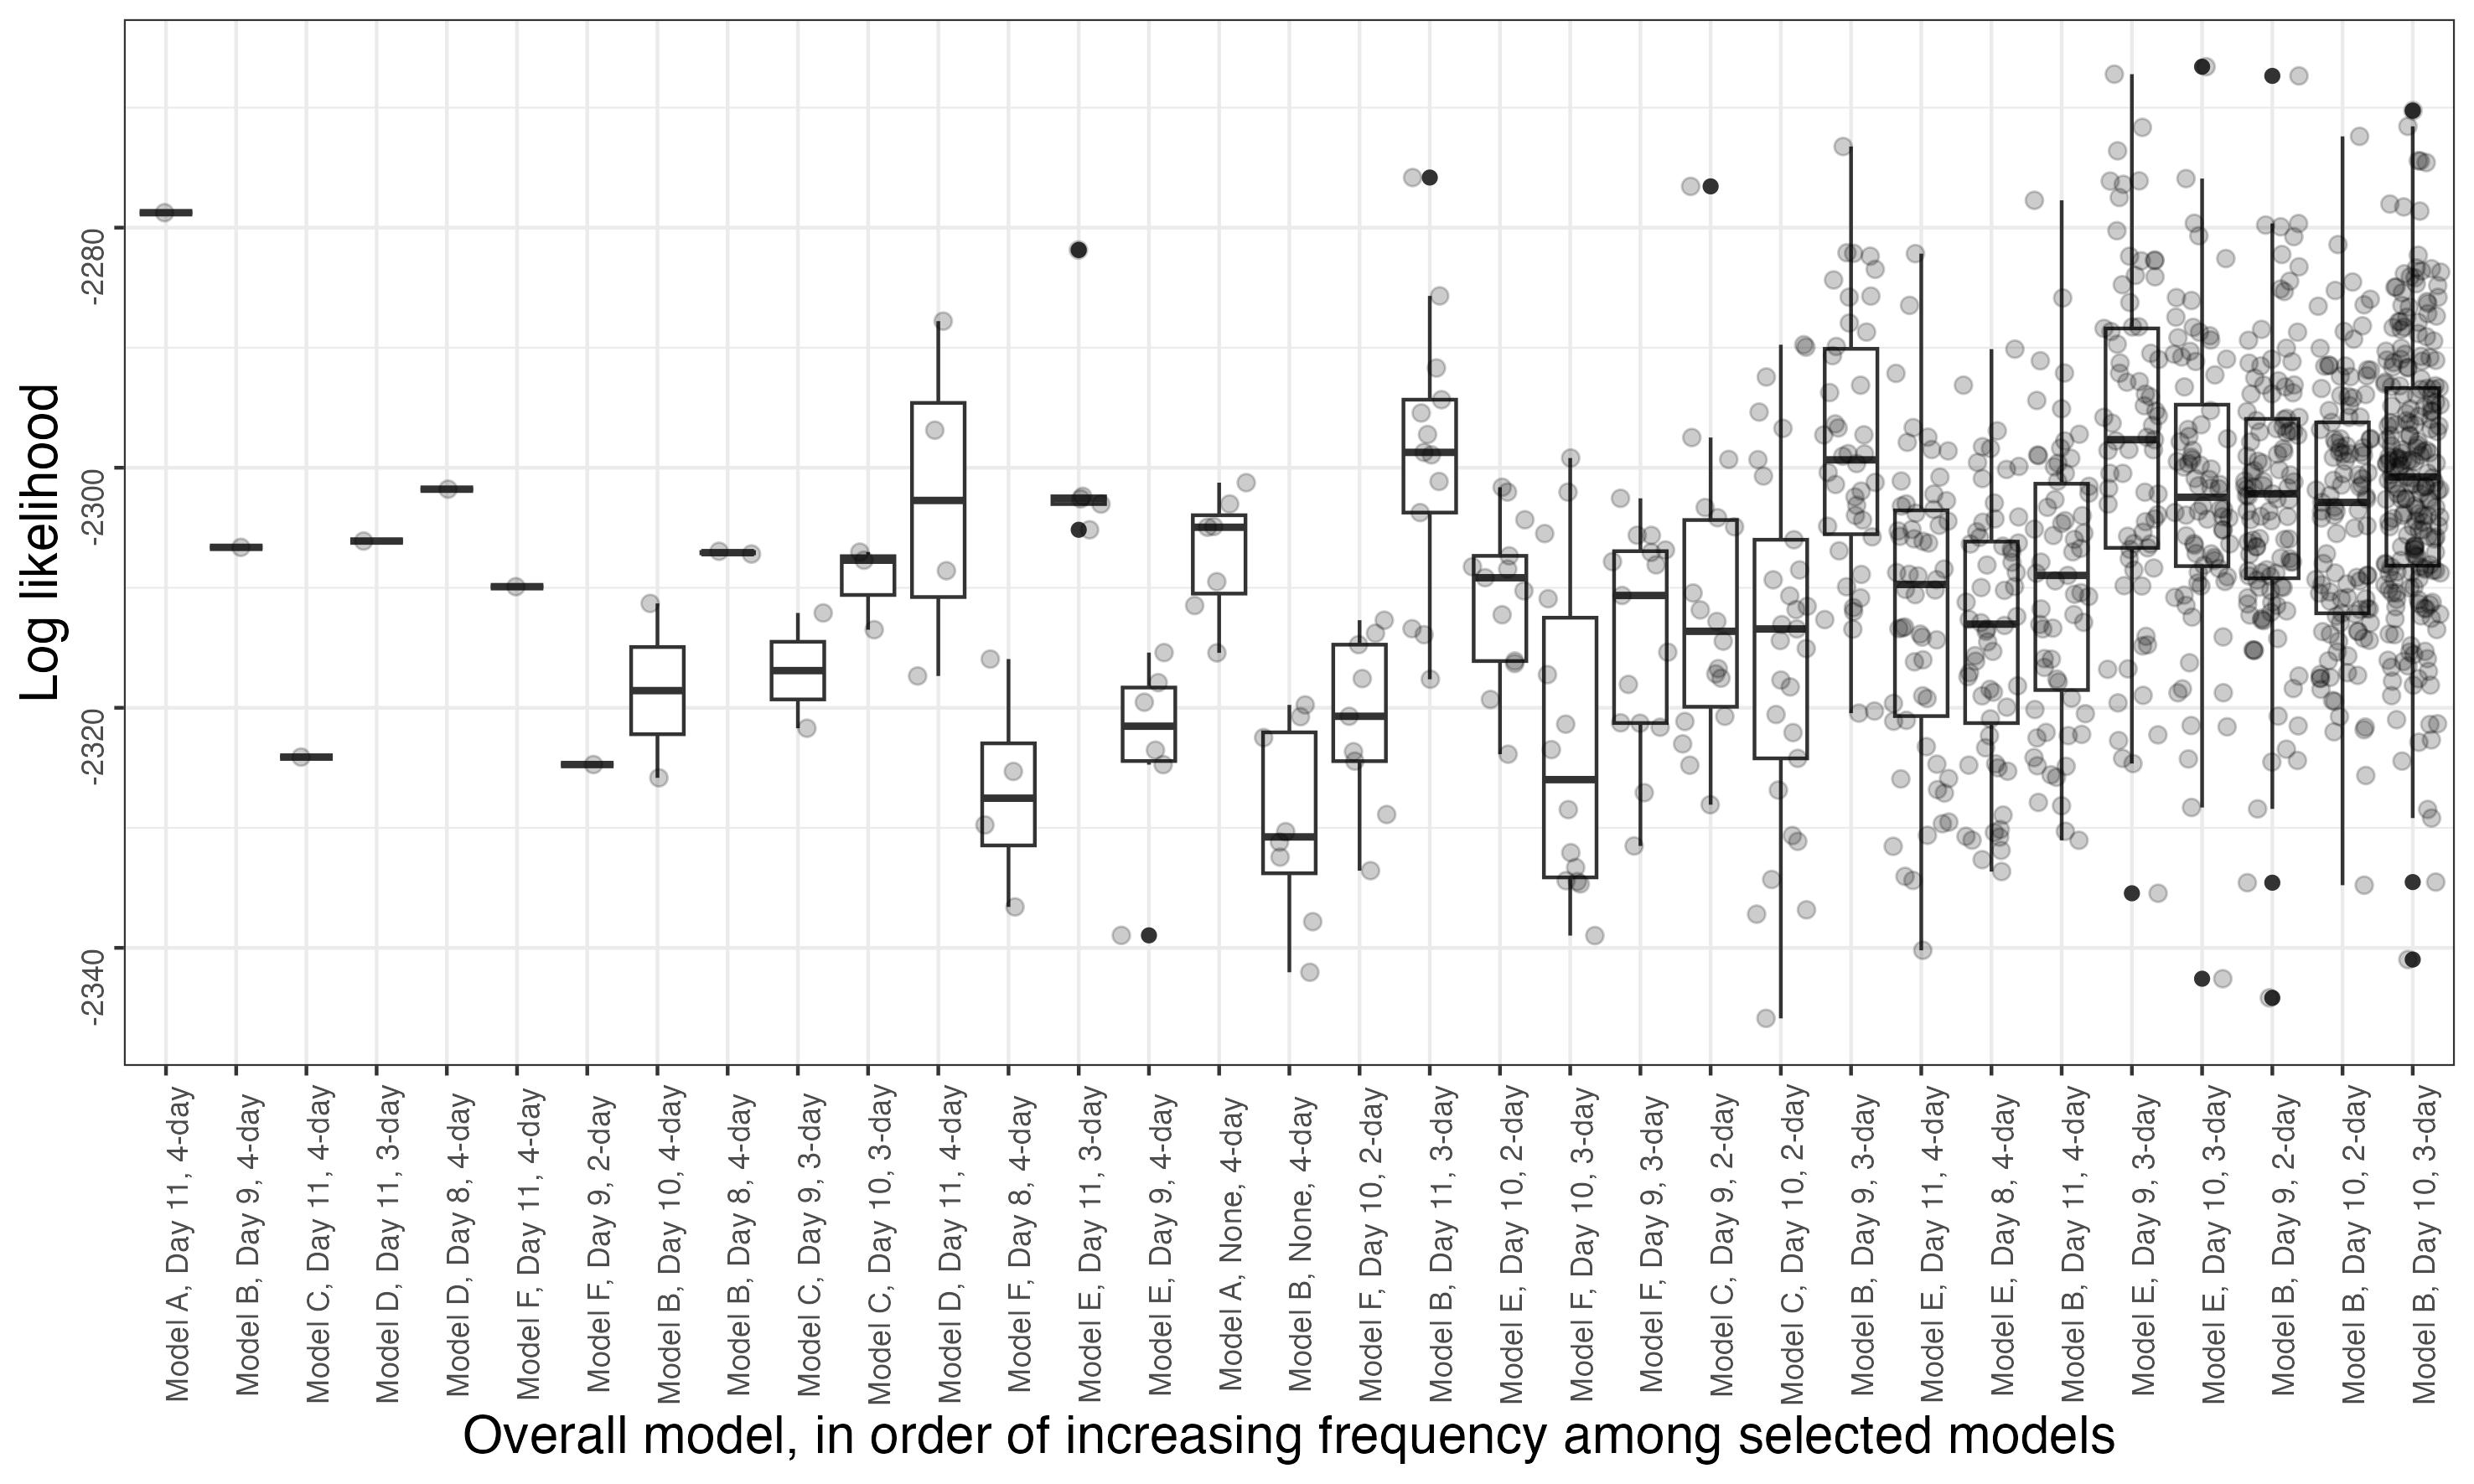 Log likelihood
-2280
-2300
-2320
-2340
Model A, Day 11, 4-day
Model B, Day 9, 4-day
Model C, Day 11, 4-day
Model D, Day 11, 3-day
Model D, Day 8, 4-day
Model F, Day 11, 4-day
Model F, Day 9, 2-day
Model B, Day 10, 4-day
Model B, Day 8, 4-day
Model C, Day 9, 3-day
Model C, Day 10, 3-day
Model D, Day 11, 4-day
Model F, Day 8, 4-day
Model E, Day 11, 3-day
Model E, Day 9, 4-day
Model A, None, 4-day
Model B, None, 4-day
Model F, Day 10, 2-day
Model B, Day 11, 3-day
Model E, Day 10, 2-day
Model F, Day 10, 3-day
Model F, Day 9, 3-day
Model C, Day 9, 2-day
Model C, Day 10, 2-day
Model B, Day 9, 3-day
Model E, Day 11, 4-day
Model E, Day 8, 4-day
Model B, Day 11, 4-day
Model E, Day 9, 3-day
Model E, Day 10, 3-day
Model B, Day 9, 2-day
Model B, Day 10, 2-day
Model B, Day 10, 3-day
Overall model, in order of increasing frequency among selected models